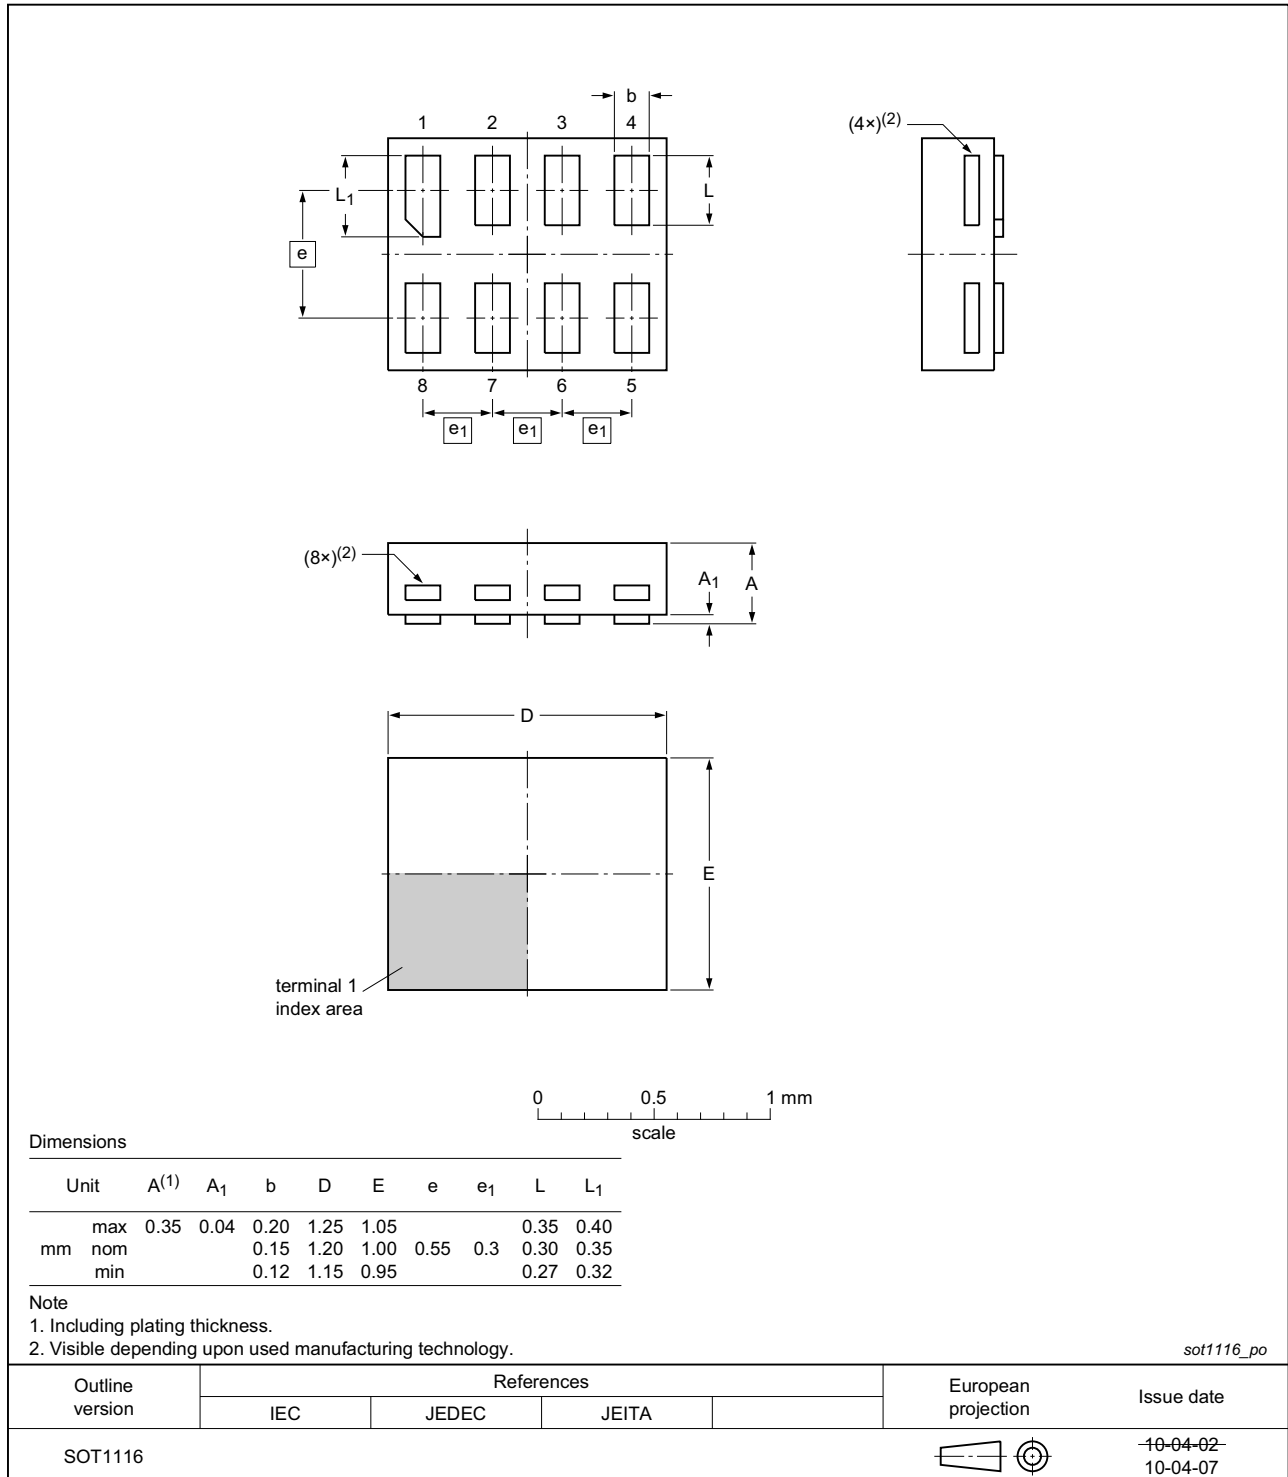 b
1 2 3 4
(4×)(2)
L1
L
e
8 7 6 5
e1 e1 e1
(8×)(2)
A1 A
D
E
terminal 1
index area
0 0.5 1 mm
scale
Dimensions
Unit A(1) A1 b D E e e1 L L1
max 0.35 0.04 0.20 1.25 1.05 0.35 0.40
mm nom 0.15 1.20 1.00 0.55 0.3 0.30 0.35
min 0.12 1.15 0.95 0.27 0.32
Note
1. Including plating thickness.
2. Visible depending upon used manufacturing technology.
sot1116_po
Outline
version
References
IEC JEDEC JEITA
European
projection
Issue date
SOT1116
10-04-02
10-04-07